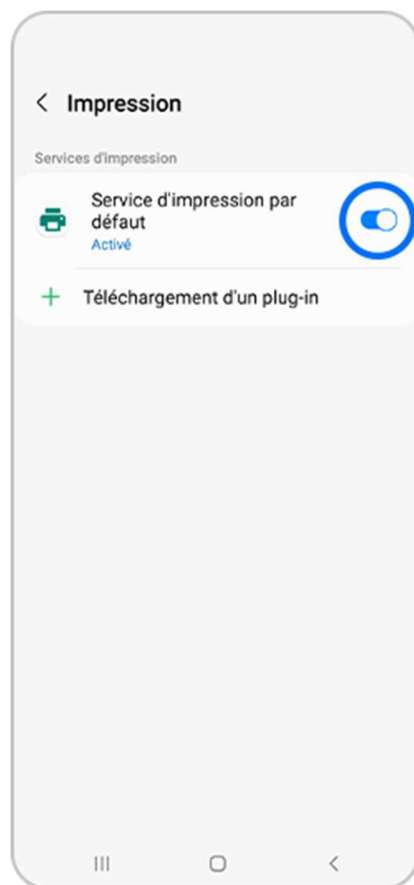 Impression
Services d'impression
Service d'impression par
défaut
Activé
Téléchargement d'un plug-in